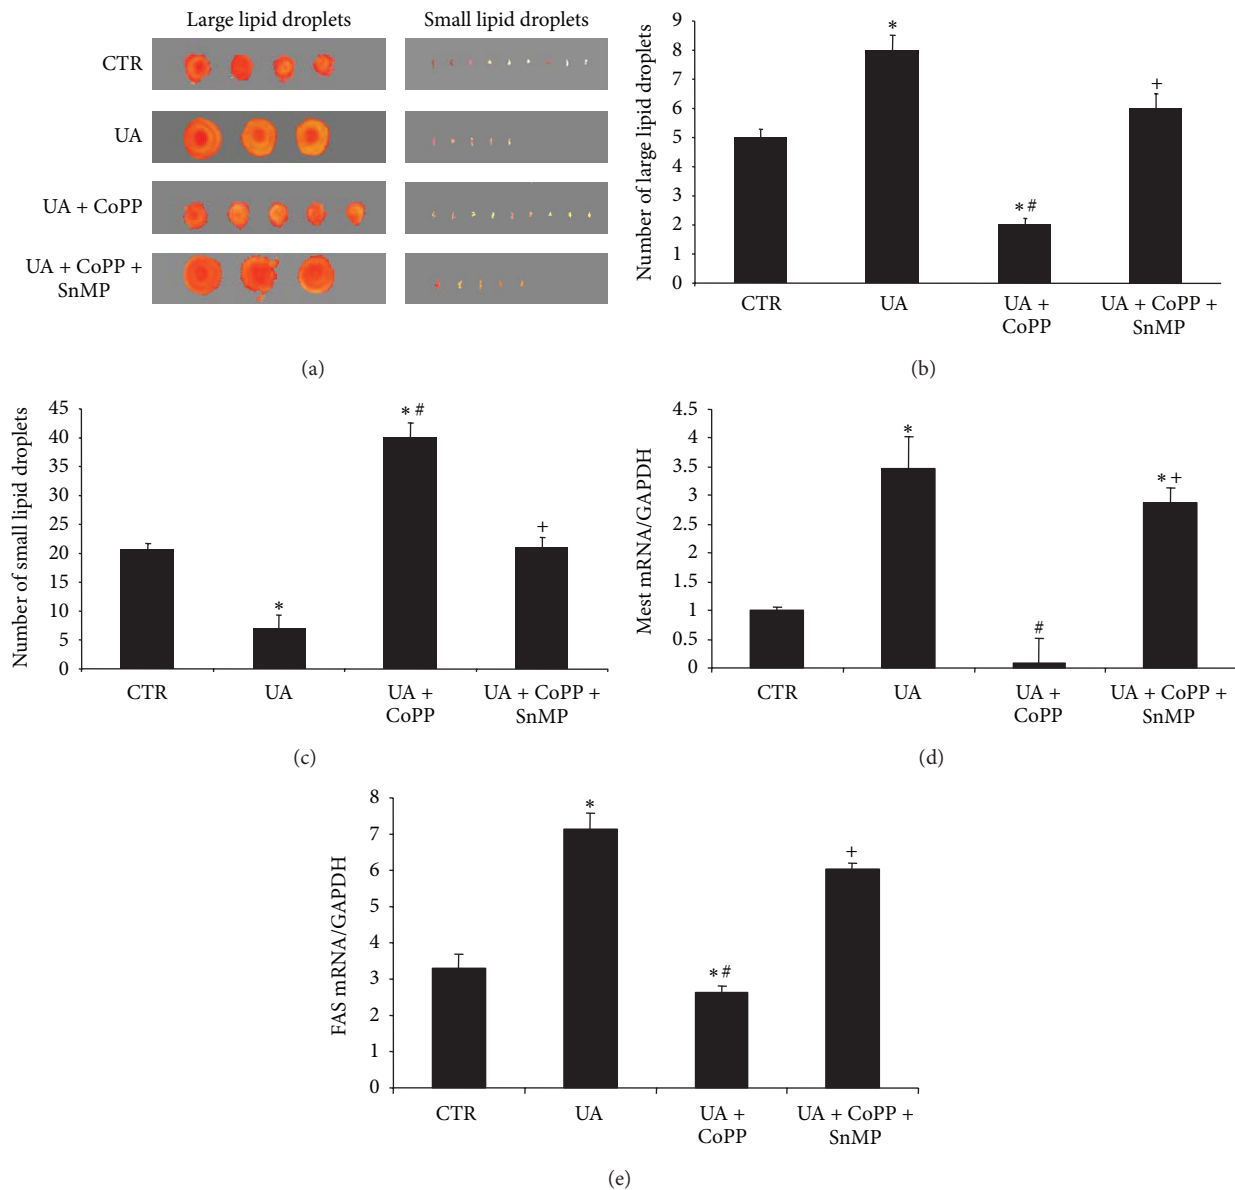 Large lipid droplets
Small lipid droplets
CTR
UA
UA + CoPP
UA + CoPP +
SnMP
(a)
Number of large lipid droplets
9
8
7
6
5
4
3
2
1
0
*
* #
+
CTR
UA
UA +
CoPP
UA + CoPP +
SnMP
(b)
Number of small lipid droplets
45
40
35
30
25
20
15
10
5
0
*
* #
+
CTR
UA
UA +
CoPP
UA + CoPP +
SnMP
(c)
Mest mRNA/GAPDH
4.5
4
3.5
3
2.5
2
1.5
1
0.5
0
*
#
* +
CTR
UA
UA +
CoPP
UA + CoPP +
SnMP
(d)
FAS mRNA/GAPDH
8
7
6
5
4
3
2
1
0
*
* #
+
CTR
UA
UA +
CoPP
UA + CoPP +
SnMP
(e)